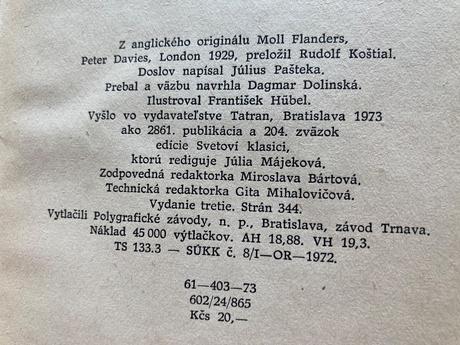 Z anglického originálu Moll Flanders,
Peter Davies, London 1929, preložil Rudolf Koštial.
Doslov napísal Július Pašteka.
Prebal a väzbu navrhla Dagmar Dolinská.
Ilustroval František Hübel.
Vyšlo vo vydavateľstve Tatran, Bratislava 1973
ako 2861. publikácia a 204. zväzok
edície Svetoví klasici,
ktorú rediguje Júlia Májeková.
Zodpovedná redaktorka Miroslava Bártová.
Technická redaktorka Gita Mihalovičová.
Vydanie tretie. Strán 344.
Vytlačili Polygrafické závody, n. p., Bratislava, závod Trnava.
Náklad 45 000 výtlačkov. AH 18,88. VH 19,3.
TS 133.3 — SÚKK č. 8/I—OR—1972.
61—403—73
602/24/865
Kčs 20,—